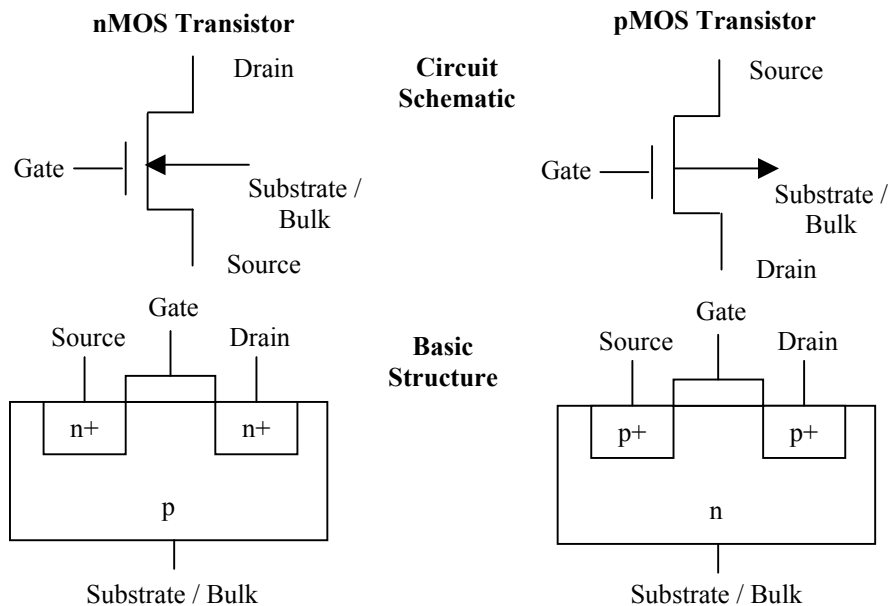 nMOS Transistor
Drain
Gate
Substrate /
Bulk
Source
Circuit
Schematic
pMOS Transistor
Source
Gate
Substrate /
Bulk
Drain
Gate
Source
Drain
n+
n+
p
Substrate / Bulk
Basic
Structure
Gate
Source
Drain
p+
p+
n
Substrate / Bulk